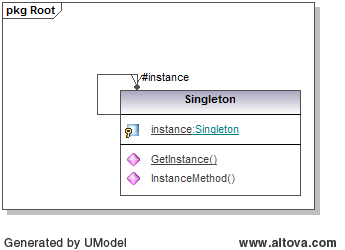 pkg Root
#instance
Singleton
instance:Singleton
GetInstance()
InstanceMethod()
Generated by UModel www.altova.com